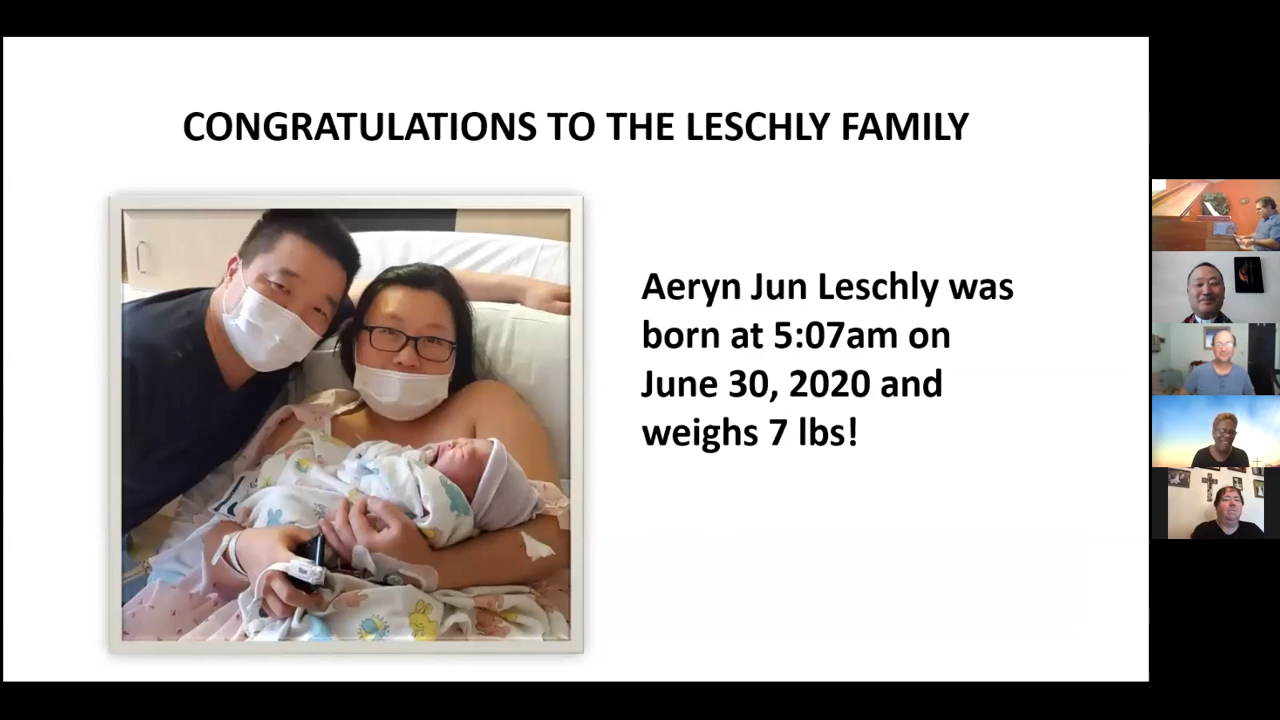 CONGRATULATIONS TO THE LESCHLY FAMILY
Aeryn Jun Leschly was
born at 5:07am on
June 30, 2020 and
weighs 7 lbs!